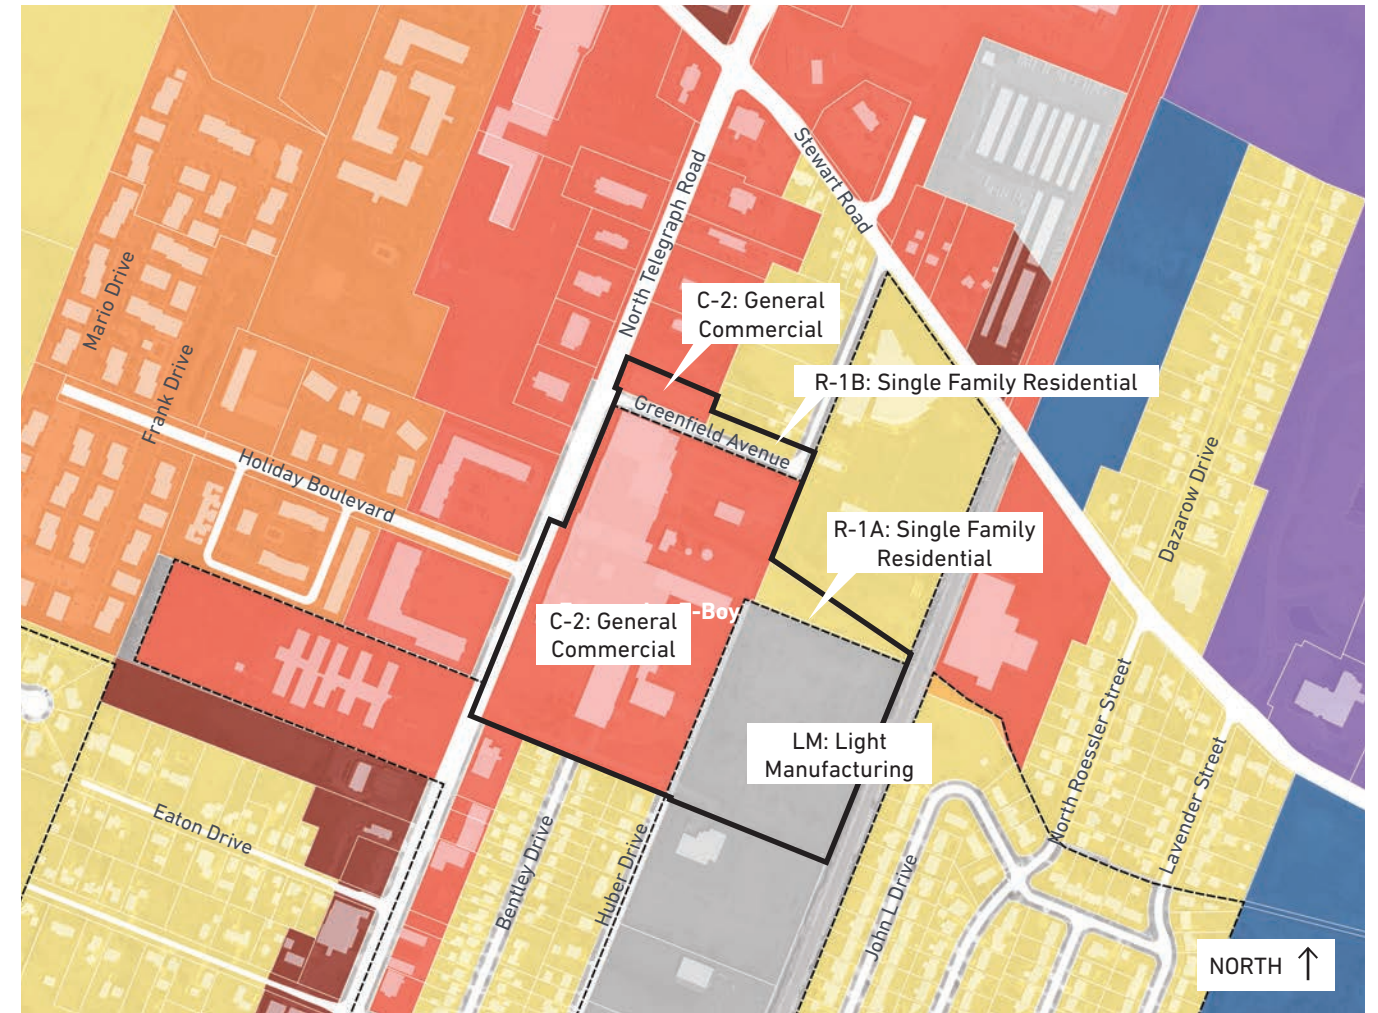 Stewart Road
North Telegraph Road
Mario Drive
C-2: General
Commercial
R-1B: Single Family Residential
Frank Drive
Greenfield Avenue
Holiday Boulevard
Dazarow Drive
R-1A: Single Family
Residential
-Boy
C-2: General
Commercial
LM: Light
Manufacturing
North Roessler Street
Lavender Street
Eaton Drive
Bentley Drive
Huber Drive
John L Drive
NORTH